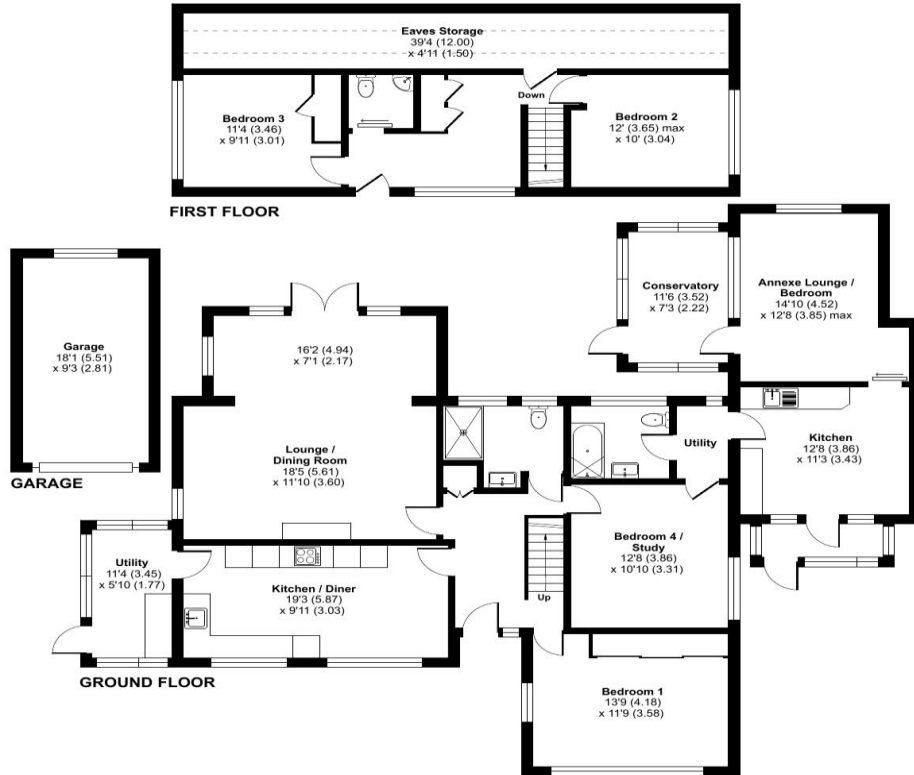 Eaves Storage
39'4 (12.00)
x 4'11 (1.50)
Bedroom 3
11'4 (3.46)
x 9'11 (3.01)
Down
Bedroom 2
12' (3.65) max
x 10' (3.04)
FIRST FLOOR
Garage
18'1 (5.51)
x 9'3 (2.81)
GARAGE
16'2 (4.94)
x 7'1 (2.17)
Conservatory
11'6 (3.52)
x 7'3 (2.22)
Annexe Lounge /
Bedroom
14'10 (4.52)
x 12'8 (3.85) max
Lounge /
Dining Room
18'5 (5.61)
x 11'10 (3.60)
Utility
Kitchen
12'8 (3.86)
x 11'3 (3.43)
Utility
11'4 (3.45)
x 5'10 (1.77)
Kitchen / Diner
19'3 (5.87)
x 9'11 (3.03)
Up
Bedroom 4 /
Study
12'8 (3.86)
x 10'10 (3.31)
GROUND FLOOR
Bedroom 1
13'9 (4.18)
x 11'9 (3.58)